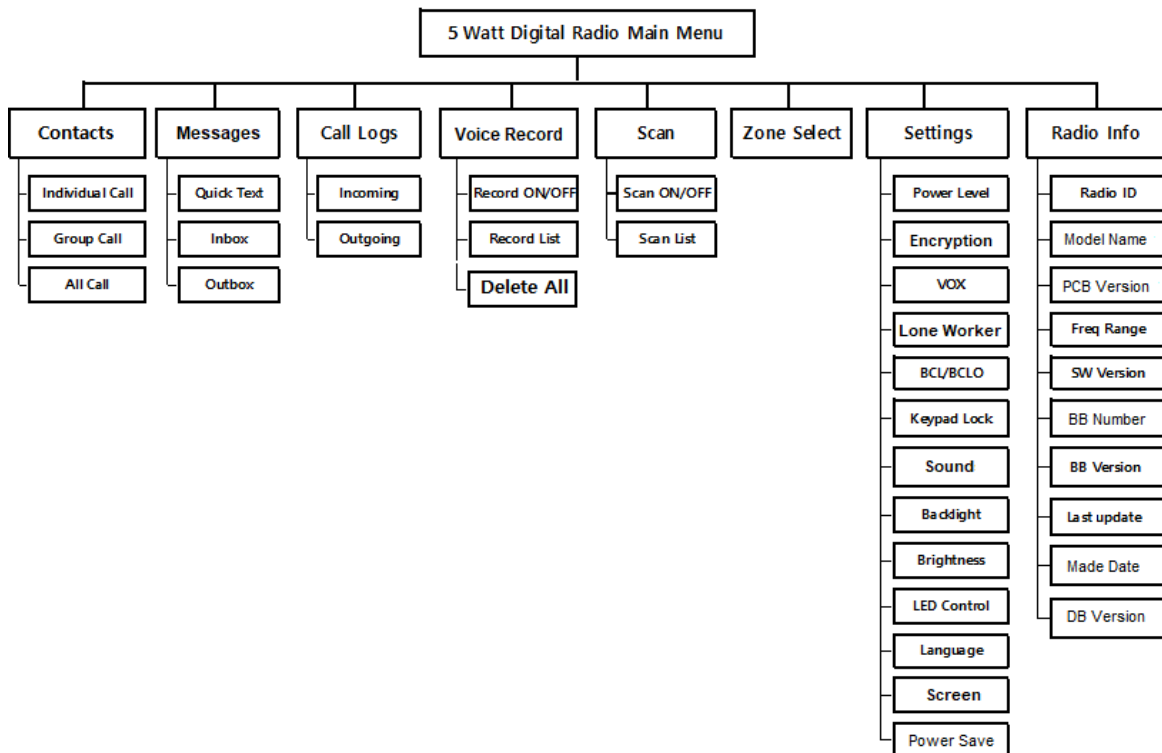 5 Watt Digital Radio Main Menu
Contacts
Individual Call
Group Call
All Call
Messages
Quick Text
Inbox
Outbox
Call Logs
Incoming
Outgoing
Voice Record
Record ON/OFF
Record List
Delete All
Scan
Scan ON/OFF
Scan List
Zone Select
Settings
Power Level
Encryption
VOX
Lone Worker
BCL/BCLO
Keypad Lock
Sound
Backlight
Brightness
LED Control
Language
Screen
Power Save
Radio Info
Radio ID
Model Name
PCB Version
Freq Range
SW Version
BB Number
BB Version
Last update
Made Date
DB Version